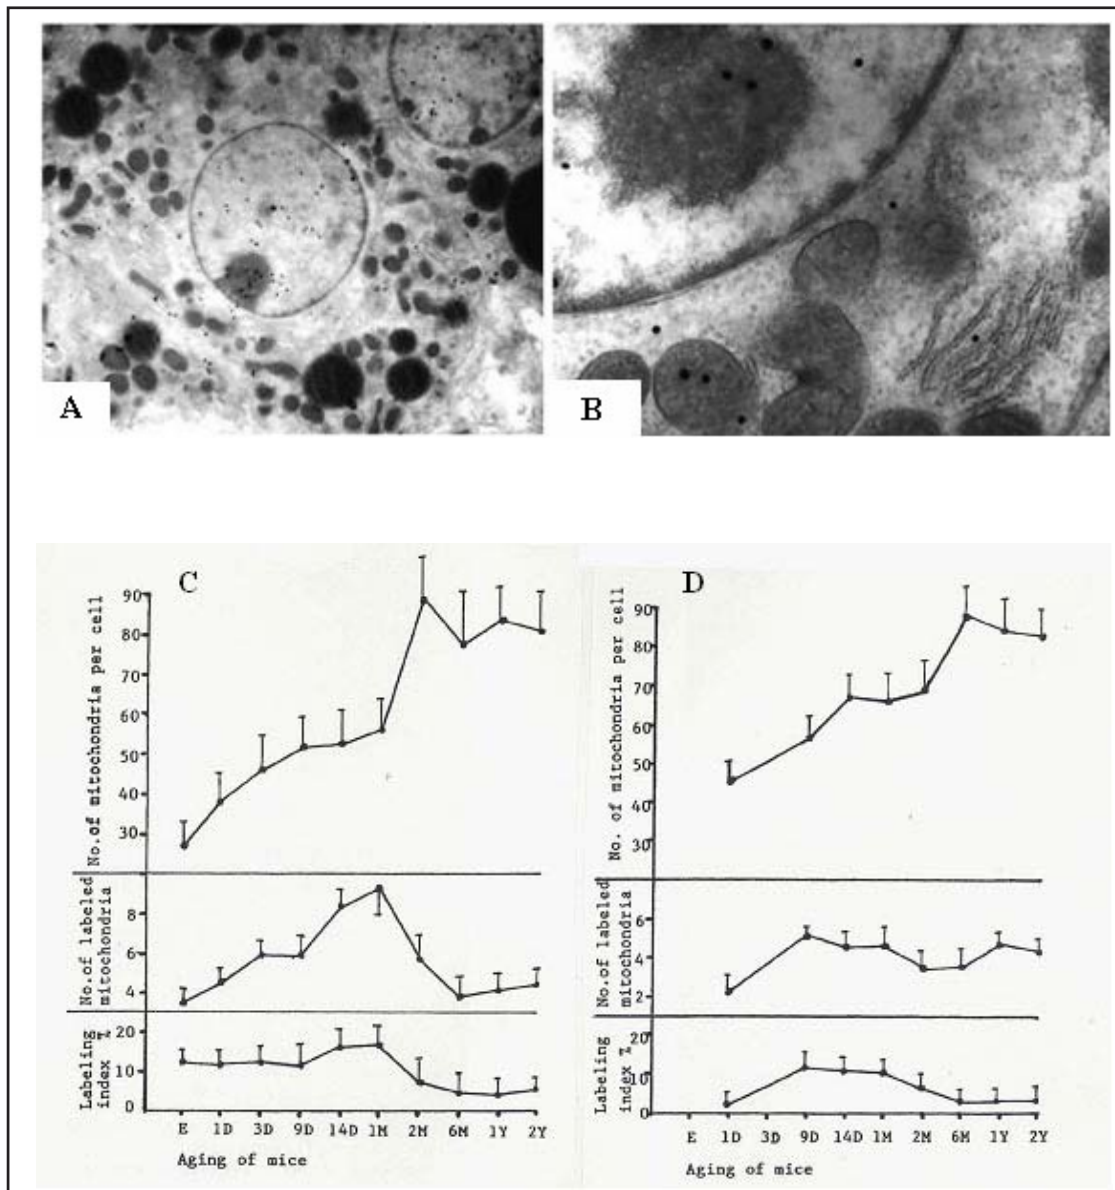 A
B
C
No.of mitochondria per cell
90
80
70
60
50
40
30
No.of labeled
mitochondria
8
6
4
Labeling
index %
20
10
0
E 1D 3D 9D 14D 1M 2M 6M 1Y 2Y
Aging of mice
D
No. of mitochondria per cell
90
80
70
60
50
40
30
No.of labeled
mitochondria
6
4
2
Labeling
index %
20
10
0
E 1D 3D 9D 14D 1M 2M 6M 1Y 2Y
Aging of mice